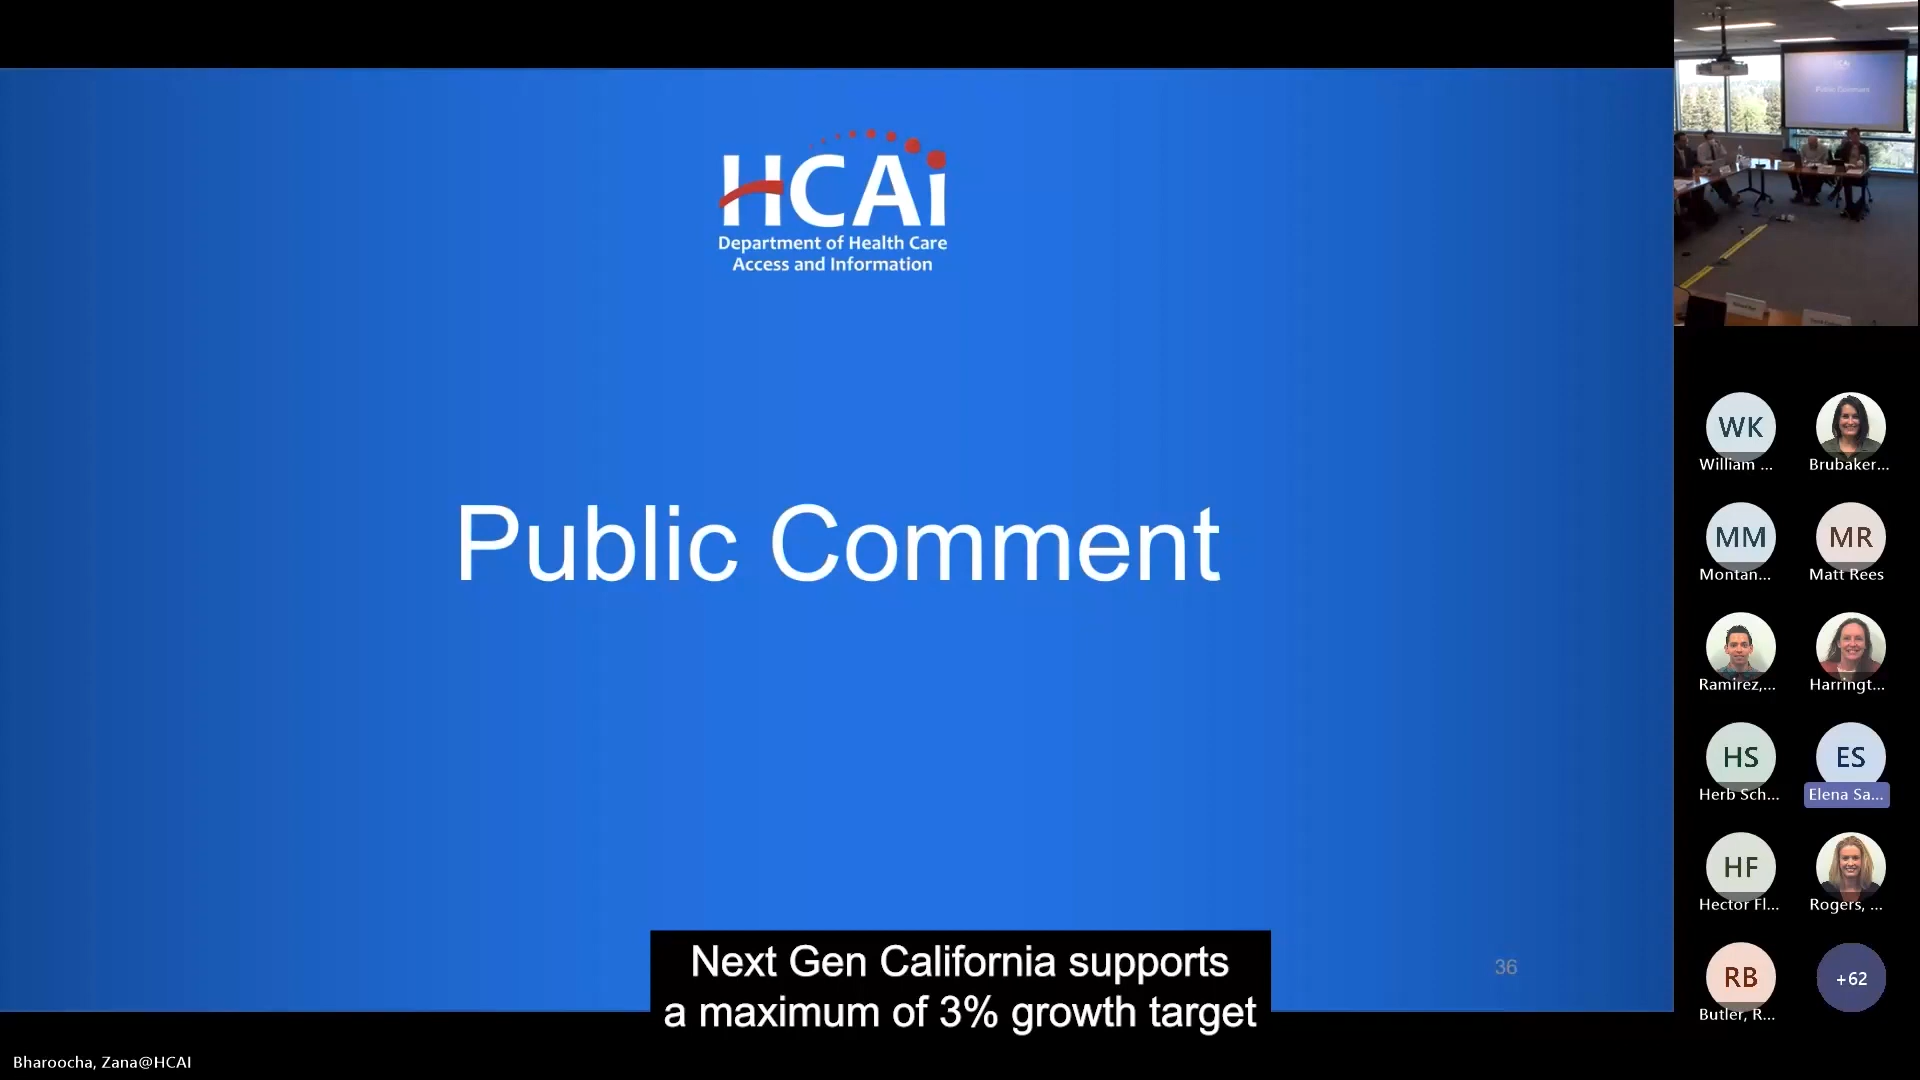 HCAi
Department of Health Care
Access and Information
Public Comment
36
Next Gen California supports
a maximum of 3% growth target
Bharoocha, Zana@HCAI
Public Comment
WK
William ...
Brubaker...
MM
Montan...
MR
Matt Rees
Ramirez,...
Harringt...
HS
Herb Sch...
ES
Elena Sa...
HF
Hector Fl...
Rogers, ...
RB
Butler, R...
+62